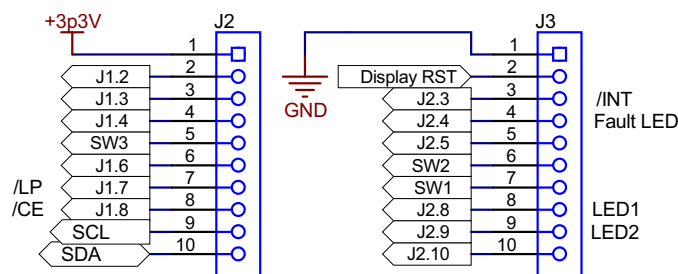 +3p3V J2 J3
1 1
J1.2 2 Display RST 2
J1.3 3 J2.3 3 /INT
GND
J1.4 4 J2.4 4 Fault LED
SW3 5 J2.5 5
J1.6 6 SW2 6
/LP J1.7 7 SW1 7
/CE J1.8 8 J2.8 8 LED1
SCL 9 J2.9 9 LED2
SDA 10 J2.10 10